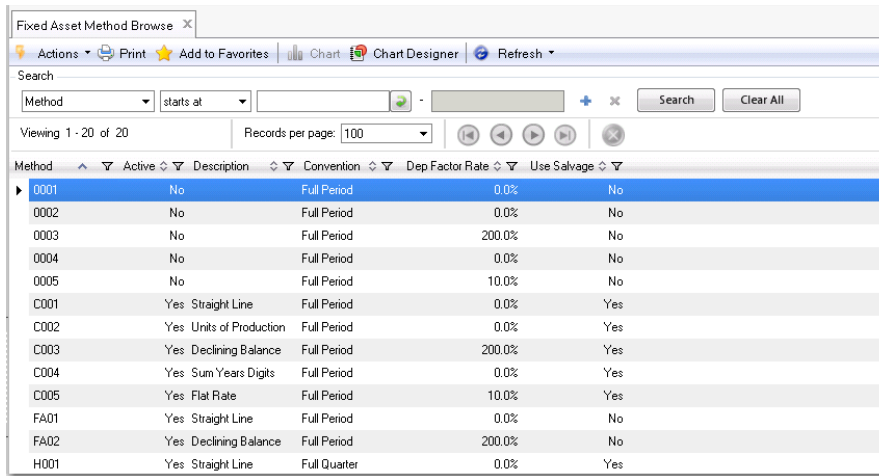 Fixed Asset Method Browse
Actions Print Add to Favorites Chart Chart Designer Refresh
Search
Method starts at - Search Clear All
Viewing 1 - 20 of 20 Records per page: 100
Method Active Description Convention Dep Factor Rate Use Salvage
0001 No Full Period 0.0% No
0002 No Full Period 0.0% No
0003 No Full Period 200.0% No
0004 No Full Period 0.0% No
0005 No Full Period 10.0% No
C001 Yes Straight Line Full Period 0.0% Yes
C002 Yes Units of Production Full Period 0.0% Yes
C003 Yes Declining Balance Full Period 200.0% Yes
C004 Yes Sum Years Digits Full Period 0.0% Yes
C005 Yes Flat Rate Full Period 10.0% Yes
FA01 Yes Straight Line Full Period 0.0% No
FA02 Yes Declining Balance Full Period 200.0% No
H001 Yes Straight Line Full Quarter 0.0% Yes